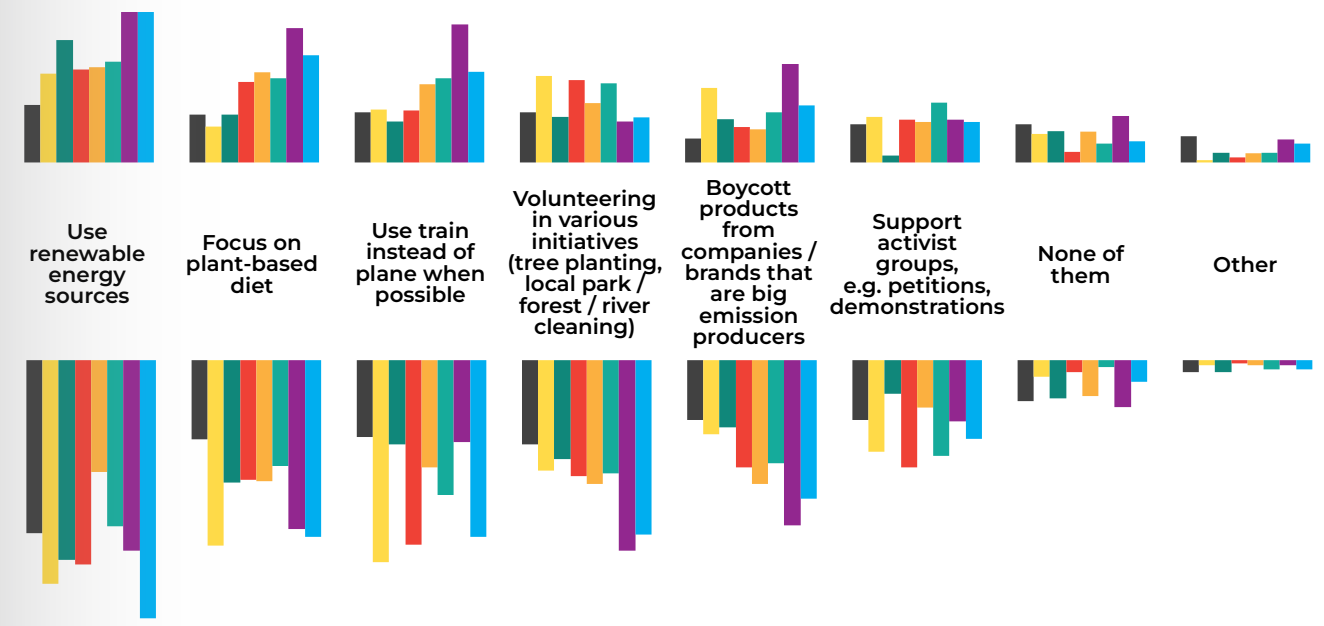 Use
renewable
energy
sources
Focus on
plant-based
diet
Use train
instead of
plane when
possible
Volunteering
in various
initiatives
(tree planting,
local park /
forest / river
cleaning)
Boycott
products
from
companies /
brands that
are big
emission
producers
Support
activist
groups,
e.g. petitions,
demonstrations
None of
them
Other